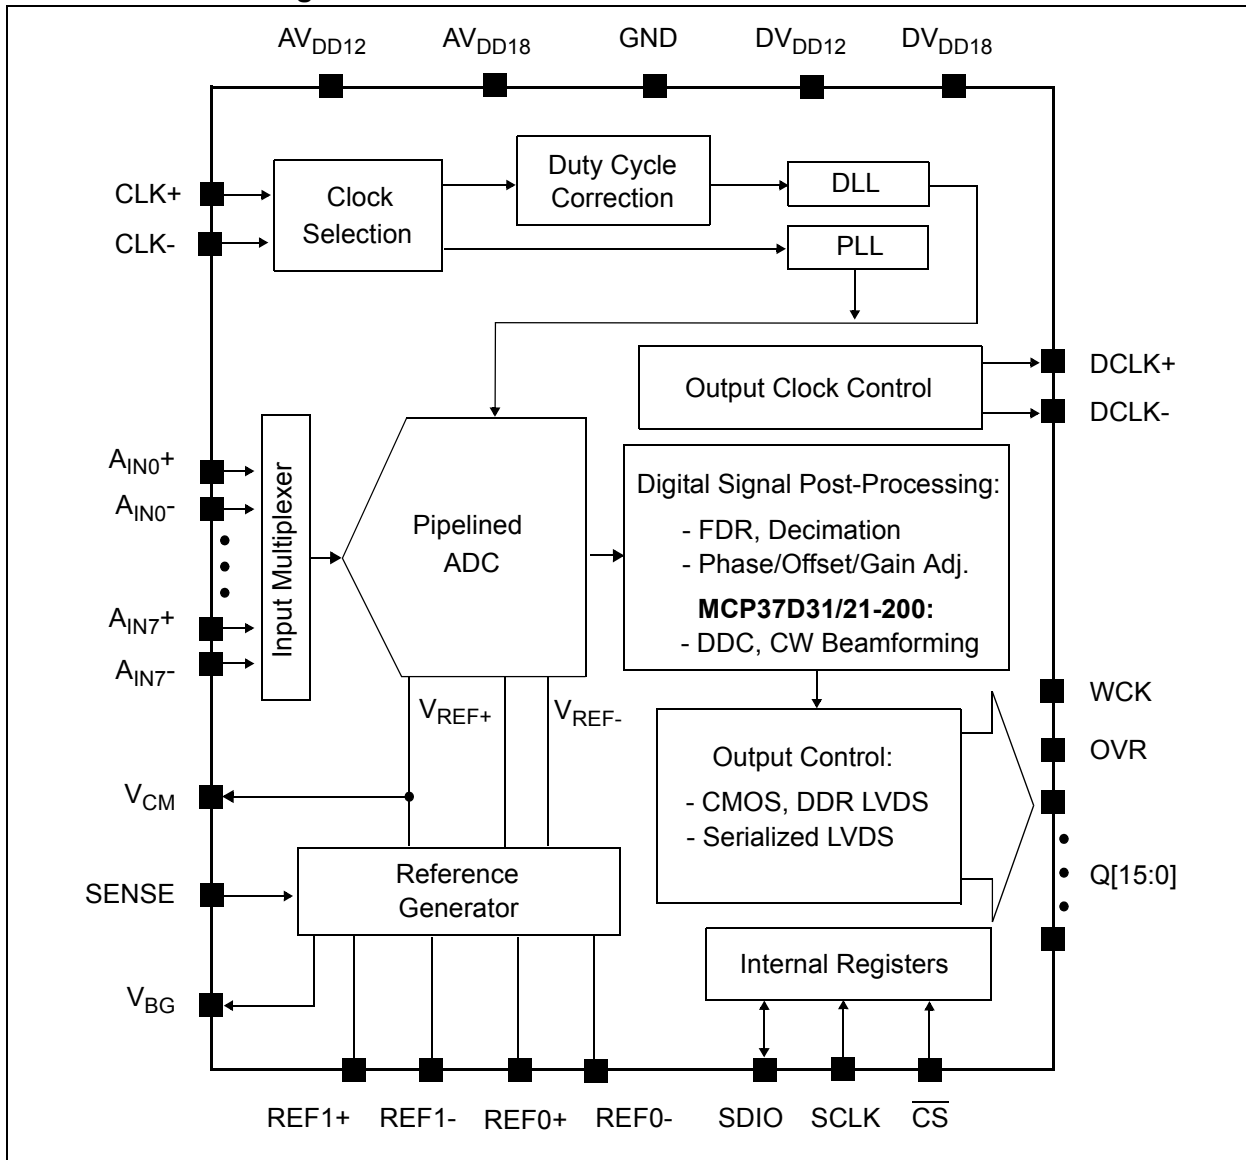 AVDD12 AVDD18 GND DVDD12 DVDD18
CLK+
CLK-
Clock
Selection
Duty Cycle
Correction
DLL
PLL
Output Clock Control
DCLK+
DCLK-
AIN0+
AIN0-
AIN7+
AIN7-
Input Multiplexer
Pipelined
ADC
Digital Signal Post-Processing:
- FDR, Decimation
- Phase/Offset/Gain Adj.
MCP37D31/21-200:
- DDC, CW Beamforming
VREF+
VREF-
VCM
SENSE
VBG
Reference
Generator
Output Control:
- CMOS, DDR LVDS
- Serialized LVDS
WCK
OVR
Q[15:0]
Internal Registers
REF1+ REF1- REF0+ REF0- SDIO SCLK CS